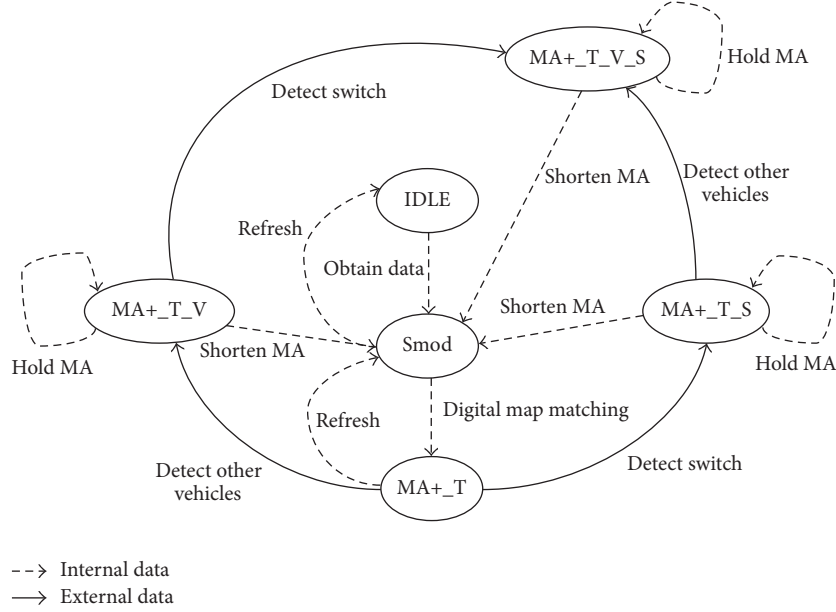 MA+_T_V_S
Hold MA
Detect switch
Shorten MA
Detect other
vehicles
IDLE
Refresh
Obtain data
MA+_T_V
Shorten MA
MA+_T_S
Shorten MA
Smod
Hold MA
Hold MA
Refresh
Digital map matching
Detect other
vehicles
MA+_T
Detect switch
Internal data
External data